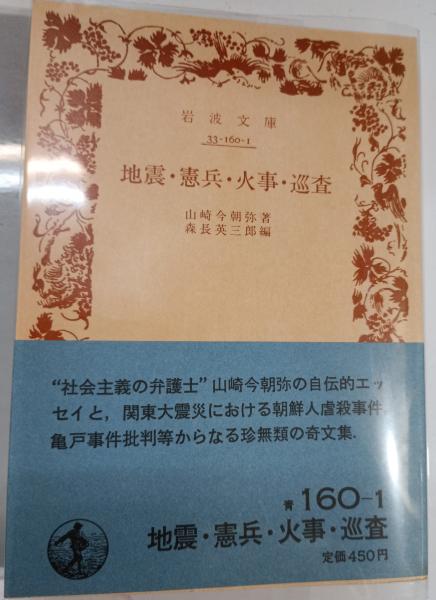 岩波文庫
33-160-1
地震・憲兵・火事・巡査
山崎今朝弥著
森長英三郎編
“社会主義の弁護士”山崎今朝弥の自伝的エッ
セイと，関東大震災における朝鮮人虐殺事件，
亀戸事件批判等からなる珍無類の奇文集．
青 160-1
地震・憲兵・火事・巡査
定価450円